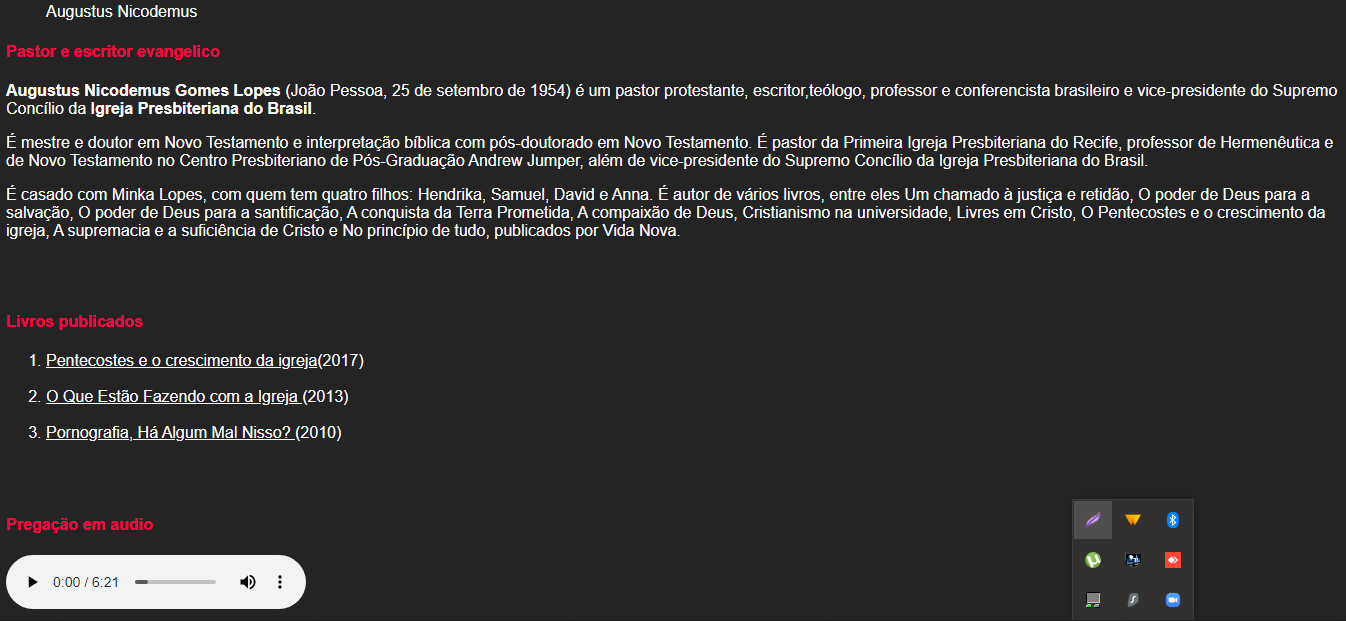 Augustus Nicodemus
Pastor e escritor evangelico
Augustus Nicodemus Gomes Lopes (João Pessoa, 25 de setembro de 1954) é um pastor protestante, escritor,teólogo, professor e conferencista brasileiro e vice-presidente do Supremo
Concílio da Igreja Presbiteriana do Brasil.
É mestre e doutor em Novo Testamento e interpretação bíblica com pós-doutorado em Novo Testamento. É pastor da Primeira Igreja Presbiteriana do Recife, professor de Hermenêutica e
de Novo Testamento no Centro Presbiteriano de Pós-Graduação Andrew Jumper, além de vice-presidente do Supremo Concílio da Igreja Presbiteriana do Brasil.
É casado com Minka Lopes, com quem tem quatro filhos: Hendrika, Samuel, David e Anna. É autor de vários livros, entre eles Um chamado à justiça e retidão, O poder de Deus para a
salvação, O poder de Deus para a santificação, A conquista da Terra Prometida, A compaixão de Deus, Cristianismo na universidade, Livres em Cristo, O Pentecostes e o crescimento da
igreja, A supremacia e a suficiência de Cristo e No princípio de tudo, publicados por Vida Nova.
Livros publicados
1. Pentecostes e o crescimento da igreja(2017)
2. O Que Estão Fazendo com a Igreja (2013)
3. Pornografia, Há Algum Mal Nisso? (2010)
Pregação em audio
0:00 / 6:21